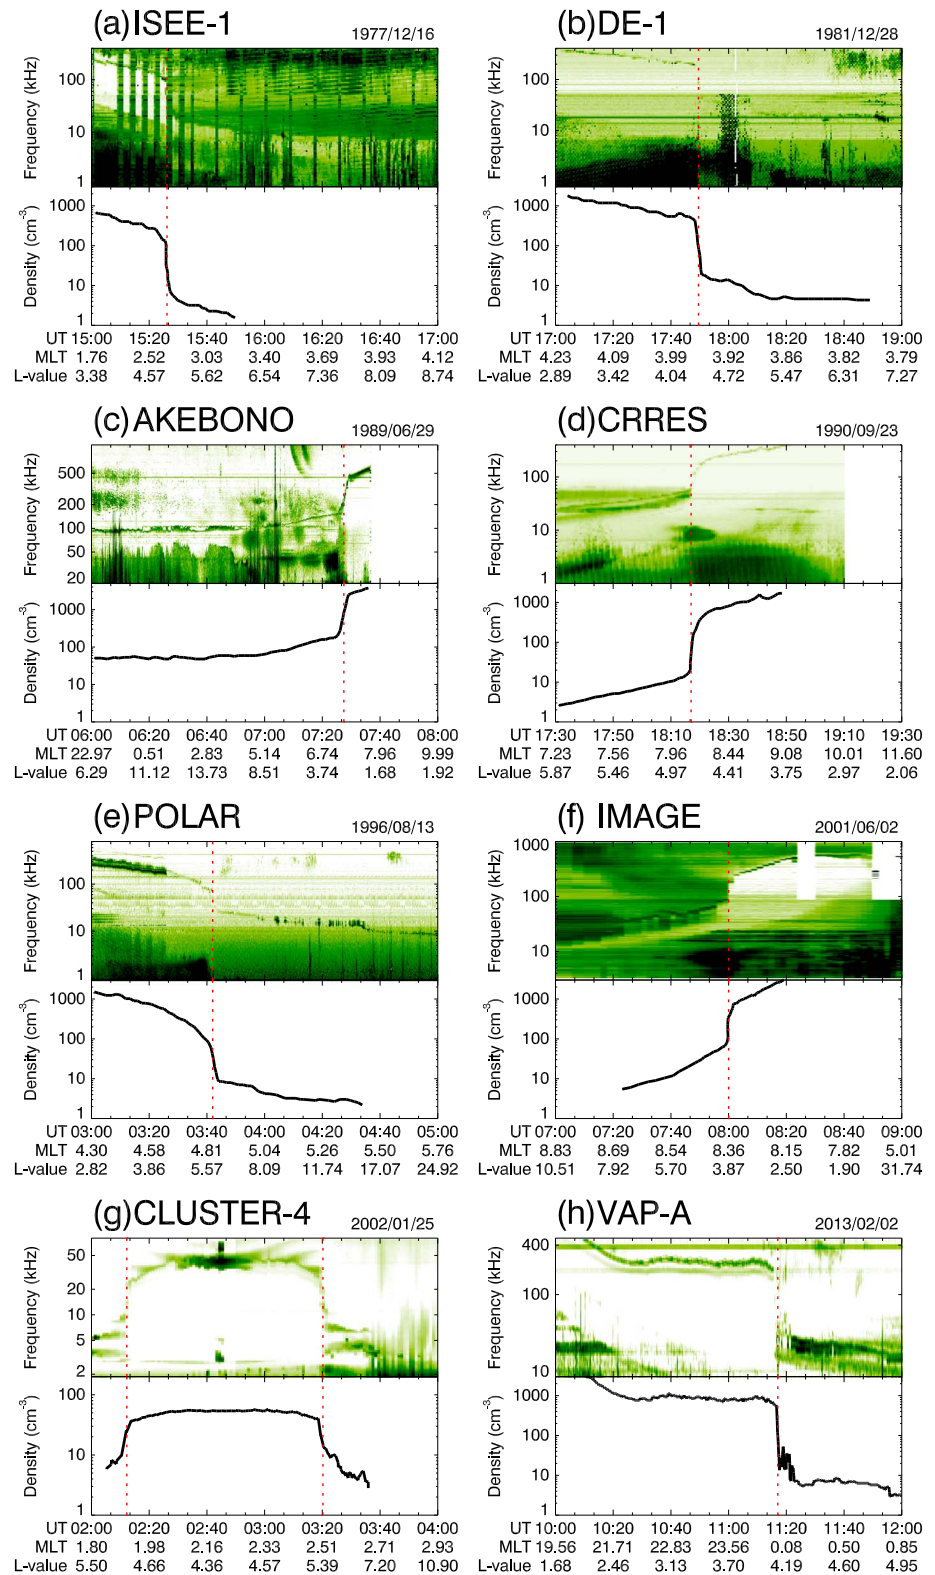 (a)ISEE-1
1977/12/16
Frequency (kHz)
100
10
1
Density (cm-3)
1000
100
10
1
UT 15:00 15:20 15:40 16:00 16:20 16:40 17:00
MLT 1.76 2.52 3.03 3.40 3.69 3.93 4.12
L-value 3.38 4.57 5.62 6.54 7.36 8.09 8.74
(b)DE-1
1981/12/28
Frequency (kHz)
100
10
1
Density (cm-3)
1000
100
10
1
UT 17:00 17:20 17:40 18:00 18:20 18:40 19:00
MLT 4.23 4.09 3.99 3.92 3.86 3.82 3.79
L-value 2.89 3.42 4.04 4.72 5.47 6.31 7.27
(c)AKEBONO
1989/06/29
Frequency (kHz)
500
200
100
50
20
Density (cm-3)
1000
100
10
1
UT 06:00 06:20 06:40 07:00 07:20 07:40 08:00
MLT 22.97 0.51 2.83 5.14 6.74 7.96 9.99
L-value 6.29 11.12 13.73 8.51 3.74 1.68 1.92
(d)CRRES
1990/09/23
Frequency (kHz)
100
10
1
Density (cm-3)
1000
100
10
1
UT 17:30 17:50 18:10 18:30 18:50 19:10 19:30
MLT 7.23 7.56 7.96 8.44 9.08 10.01 11.60
L-value 5.87 5.46 4.97 4.41 3.75 2.97 2.06
(e)POLAR
1996/08/13
Frequency (kHz)
100
10
1
Density (cm-3)
1000
100
10
1
UT 03:00 03:20 03:40 04:00 04:20 04:40 05:00
MLT 4.30 4.58 4.81 5.04 5.26 5.50 5.76
L-value 2.82 3.86 5.57 8.09 11.74 17.07 24.92
(f) IMAGE
2001/06/02
Frequency (kHz)
1000
100
10
Density (cm-3)
1000
100
10
1
UT 07:00 07:20 07:40 08:00 08:20 08:40 09:00
MLT 8.83 8.69 8.54 8.36 8.15 7.82 5.01
L-value 10.51 7.92 5.70 3.87 2.50 1.90 31.74
(g)CLUSTER-4
2002/01/25
Frequency (kHz)
50
20
10
5
2
Density (cm-3)
100
10
1
UT 02:00 02:20 02:40 03:00 03:20 03:40 04:00
MLT 1.80 1.98 2.16 2.33 2.51 2.71 2.93
L-value 5.50 4.66 4.36 4.57 5.39 7.20 10.90
(h)VAP-A
2013/02/02
Frequency (kHz)
400
100
10
Density (cm-3)
1000
100
10
1
UT 10:00 10:20 10:40 11:00 11:20 11:40 12:00
MLT 19.56 21.71 22.83 23.56 0.08 0.50 0.85
L-value 1.68 2.46 3.13 3.70 4.19 4.60 4.95